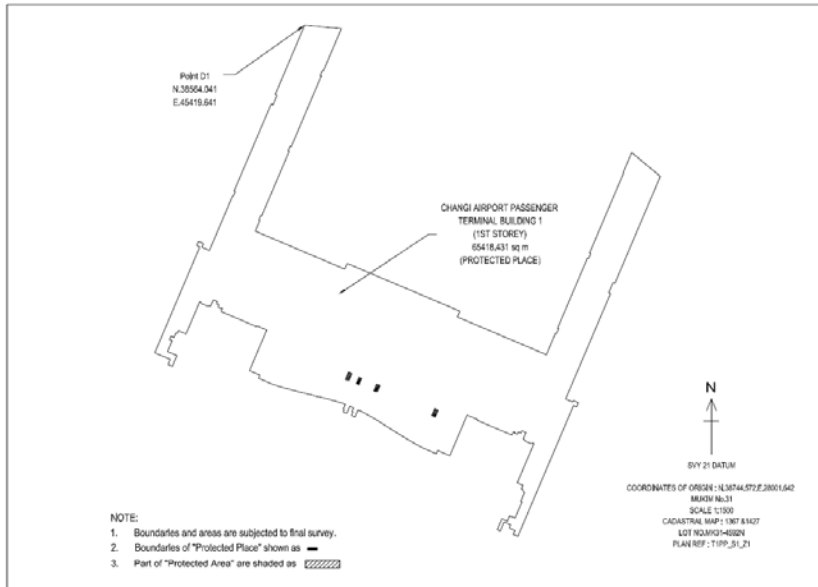 Point D1
N.38564.041
E.45419.641
CHANGI AIRPORT PASSENGER
TERMINAL BUILDING 1
(1ST STOREY)
65418.431 sq m
(PROTECTED PLACE)
N
SVY 21 DATUM
COORDINATES OF ORIGIN : N.38744.572,E.28001.642
MUKIM No.31
SCALE 1:1500
CADASTRAL MAP : 1367 &1427
LOT NO.MK31-4592N
PLAN REF : T1PP_S1_Z1
NOTE:
1. Boundaries and areas are subjected to final survey.
2. Boundaries of "Protected Place" shown as
3. Part of "Protected Area" are shaded as